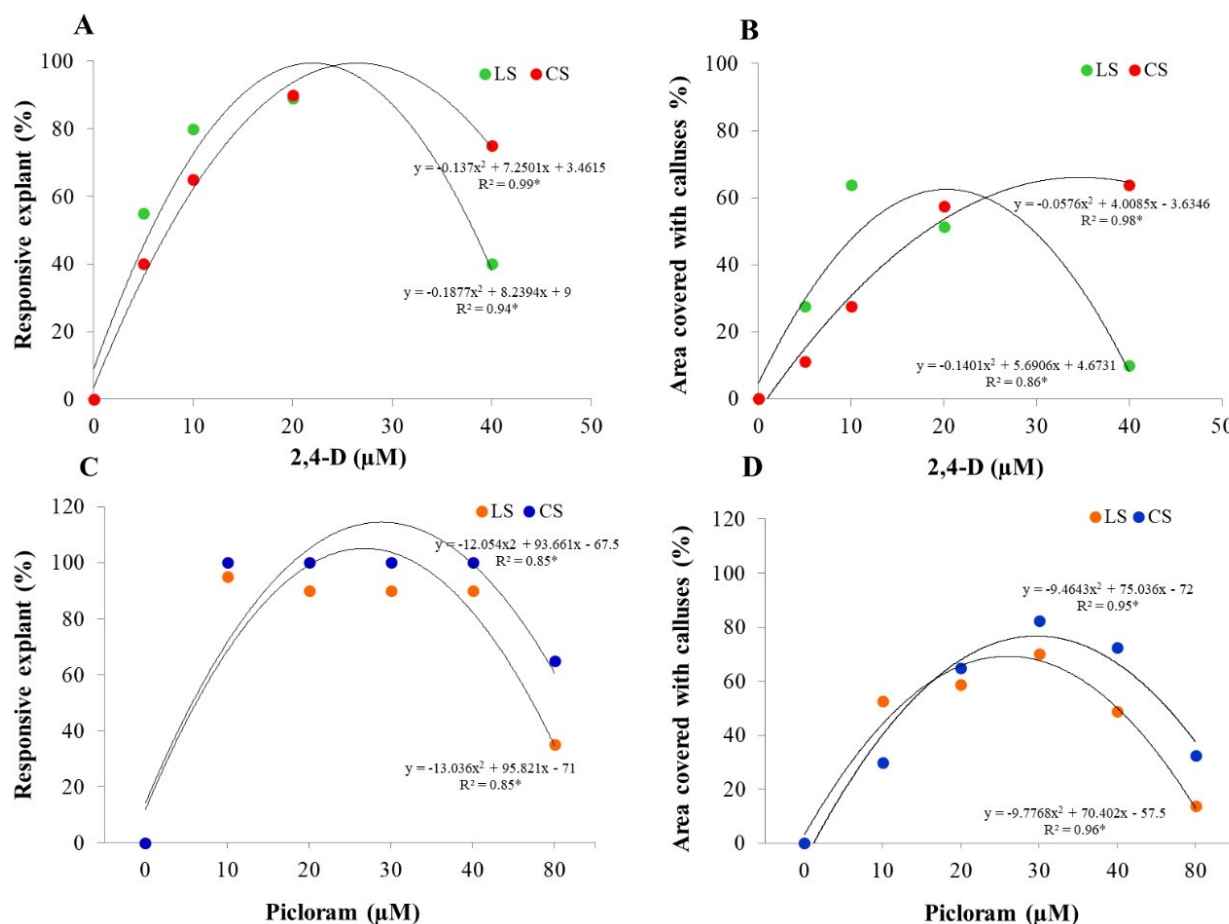 A
Responsive explant (%)
100
80
60
40
20
0
LS CS
y = -0.137x² + 7.2501x + 3.4615
R² = 0.99*
y = -0.1877x² + 8.2394x + 9
R² = 0.94*
0 10 20 30 40 50
2,4-D (µM)
B
Area covered with calluses %)
100
80
60
40
20
0
LS CS
y = -0.0576x² + 4.0085x - 3.6346
R² = 0.98*
y = -0.1401x² + 5.6906x + 4.6731
R² = 0.86*
0 10 20 30 40 50
2,4-D (µM)
C
Responsive explant (%)
120
100
80
60
40
20
0
LS CS
y = -12.054x2 + 93.661x - 67.5
R² = 0.85*
y = -13.036x² + 95.821x - 71
R² = 0.85*
0 10 20 30 40 80
Picloram (µM)
D
Area covered with calluses (%)
120
100
80
60
40
20
0
LS CS
y = -9.4643x² + 75.036x - 72
R² = 0.95*
y = -9.7768x² + 70.402x - 57.5
R² = 0.96*
0 10 20 30 40 80
Picloram (µM)